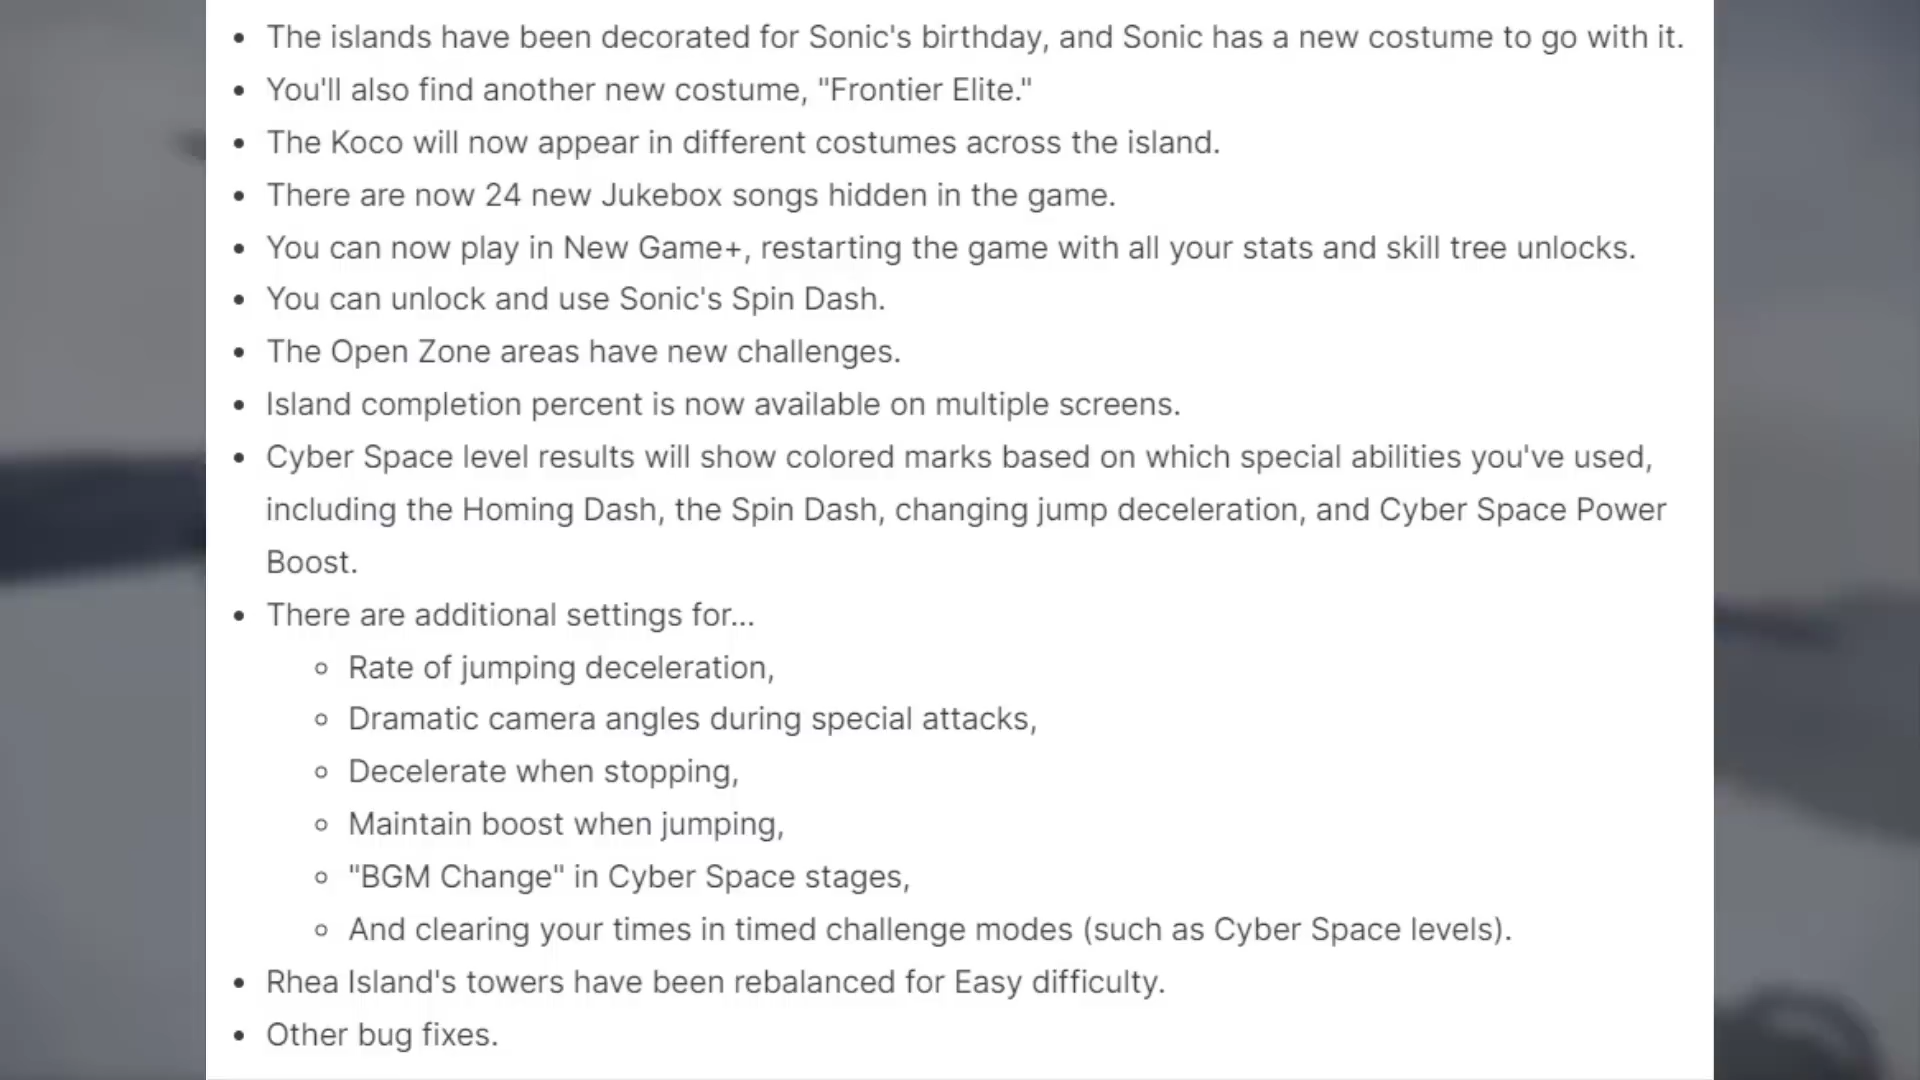 The islands have been decorated for Sonic's birthday, and Sonic has a new costume to go with it.
You'll also find another new costume, "Frontier Elite."
The Koco will now appear in different costumes across the island.
There are now 24 new Jukebox songs hidden in the game.
You can now play in New Game+, restarting the game with all your stats and skill tree unlocks.
You can unlock and use Sonic's Spin Dash.
The Open Zone areas have new challenges.
Island completion percent is now available on multiple screens.
Cyber Space level results will show colored marks based on which special abilities you've used,
including the Homing Dash, the Spin Dash, changing jump deceleration, and Cyber Space Power
Boost.
There are additional settings for...
Rate of jumping deceleration,
Dramatic camera angles during special attacks,
Decelerate when stopping,
Maintain boost when jumping,
"BGM Change" in Cyber Space stages,
And clearing your times in timed challenge modes (such as Cyber Space levels).
Rhea Island's towers have been rebalanced for Easy difficulty.
Other bug fixes.